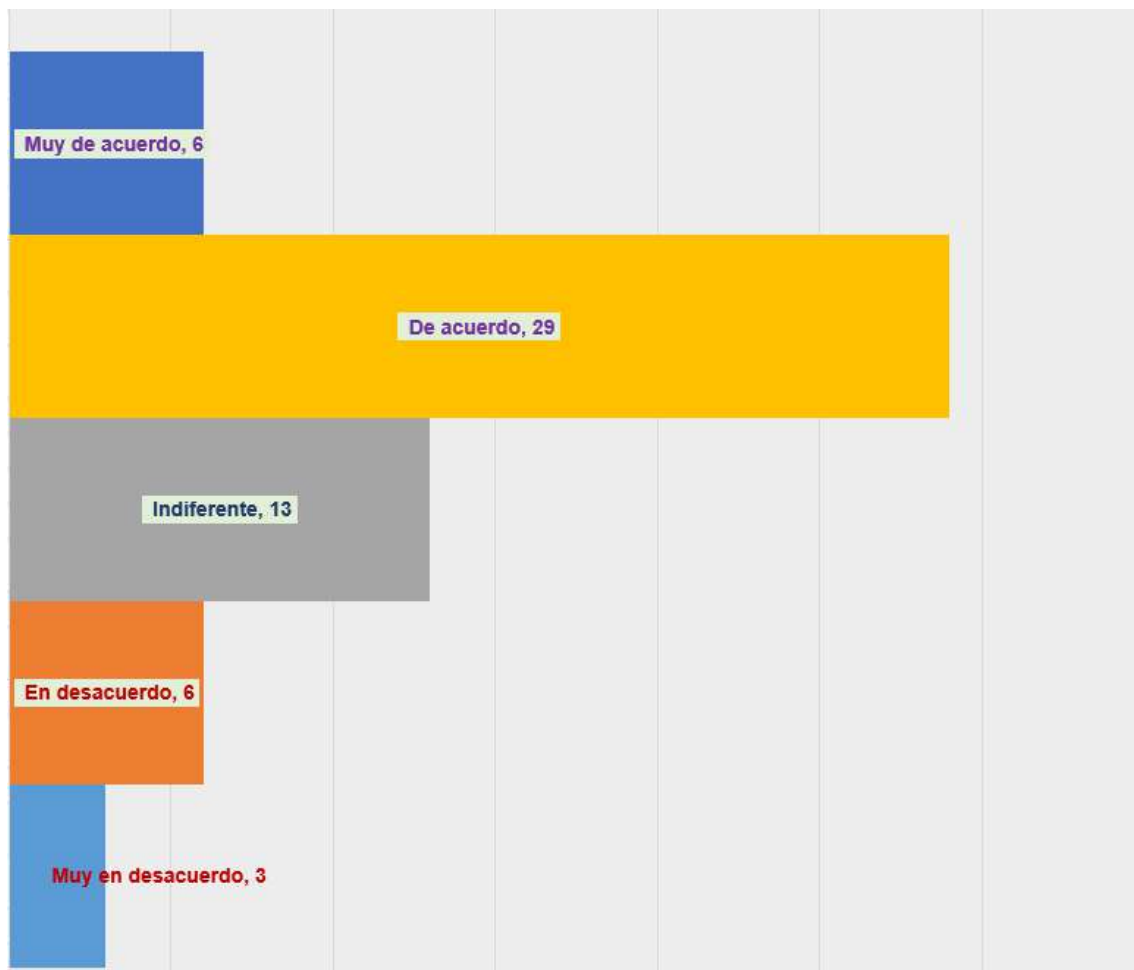 Muy de acuerdo, 6
De acuerdo, 29
Indiferente, 13
En desacuerdo, 6
Muy en desacuerdo, 3